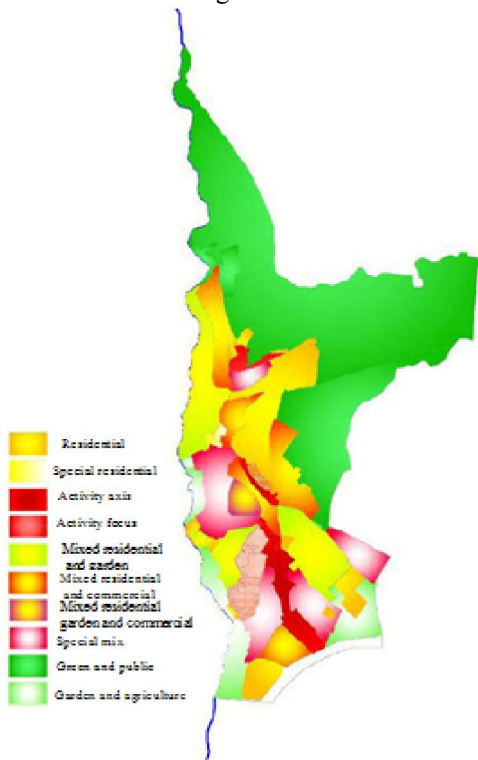 Residential
Special residential
Activity axis
Activity focus
Mixed residential
and garden
Mixed residential
and commercial
Mixed residential
garden and commercial
Special mix
Green and public
Garden and agriculture